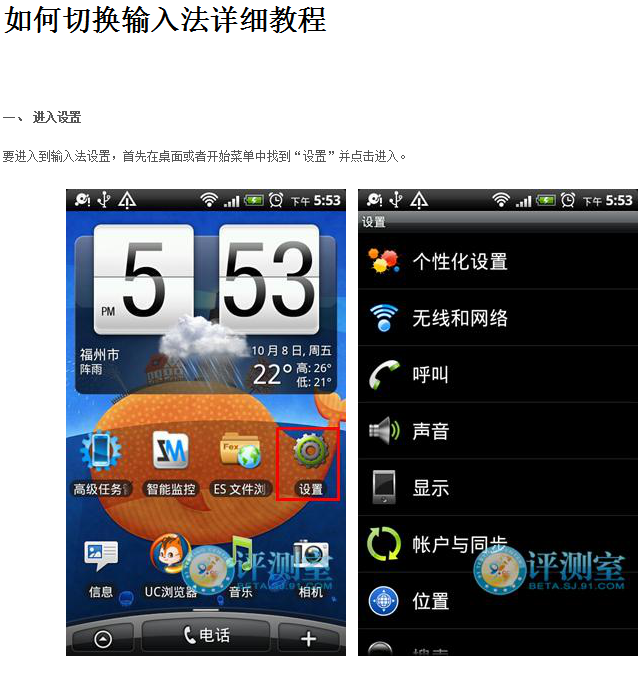 如何切换输入法详细教程
一、 进入设置
要进入到输入法设置，首先在桌面或者开始菜单中找到“设置”并点击进入。
下午 5:53
5 53
PM
福州市
阵雨
10 月 8 日, 周五
22° 高: 26°
低: 21°
高级任务
智能监控
ES 文件浏
设置
信息
UC浏览器
音乐
相机
评测室
BETA.SJ.91.COM
电话
下午 5:53
设置
个性化设置
无线和网络
呼叫
声音
显示
帐户与同步
位置
评测室
BETA.SJ.91.COM